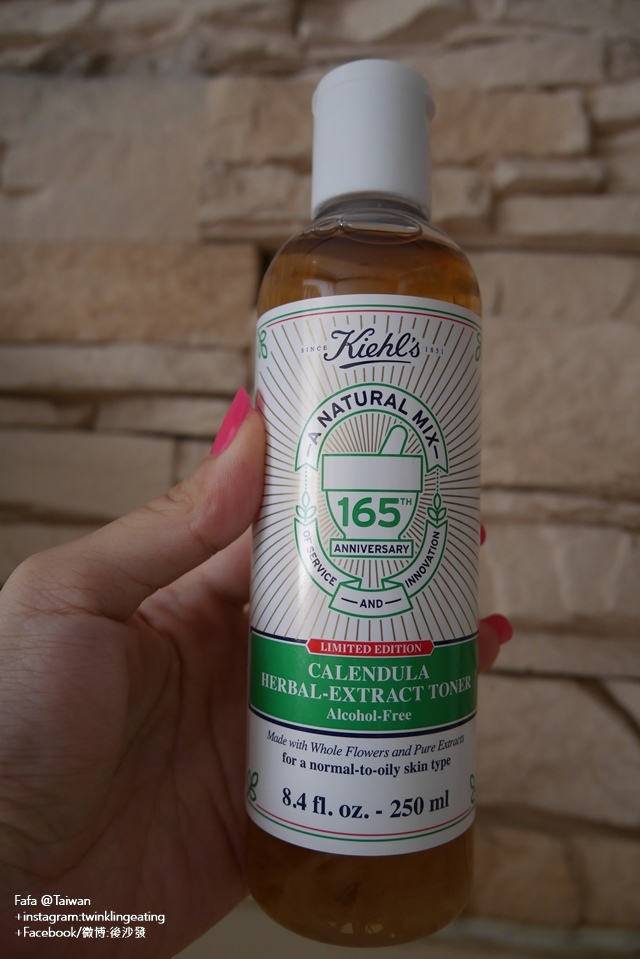 SINCE Kiehl's 1851
A NATURAL MIX
165TH
ANNIVERSARY
OF SERVICE
AND
INNOVATION
LIMITED EDITION
CALENDULA
HERBAL-EXTRACT TONER
Alcohol-Free
Made with Whole Flowers and Pure Extracts
for a normal-to-oily skin type
8.4 fl. oz. - 250 ml
Fafa @Taiwan
+instagram:twinklingeating
+Facebook/微博:後沙發